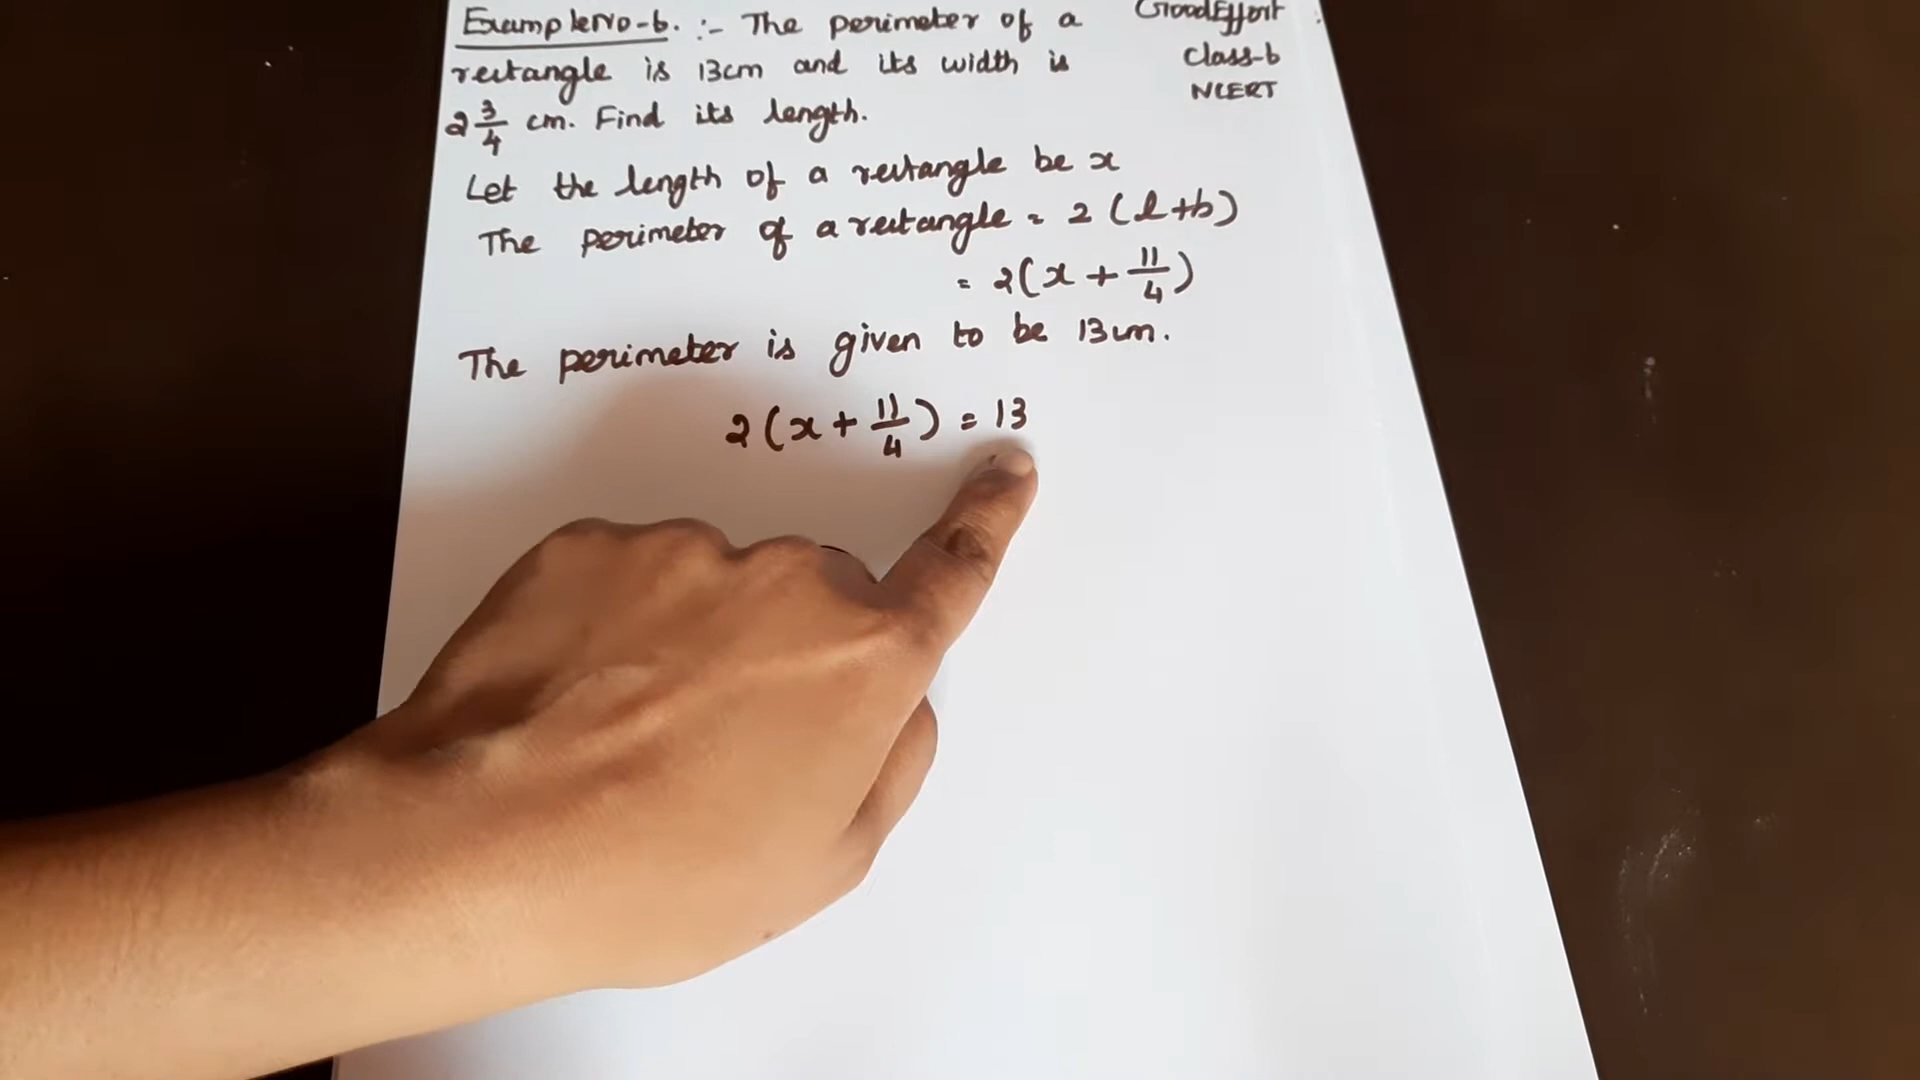 Example No-6. :- The perimeter of a
rectangle is 13cm and its width is
2 3/4 cm. Find its length.
Good Effort
Class-6
NCERT
Let the length of a rectangle be x
The perimeter of a rectangle = 2 (l+b)
= 2(x + 11/4)
The perimeter is given to be 13cm.
2(x + 11/4) = 13